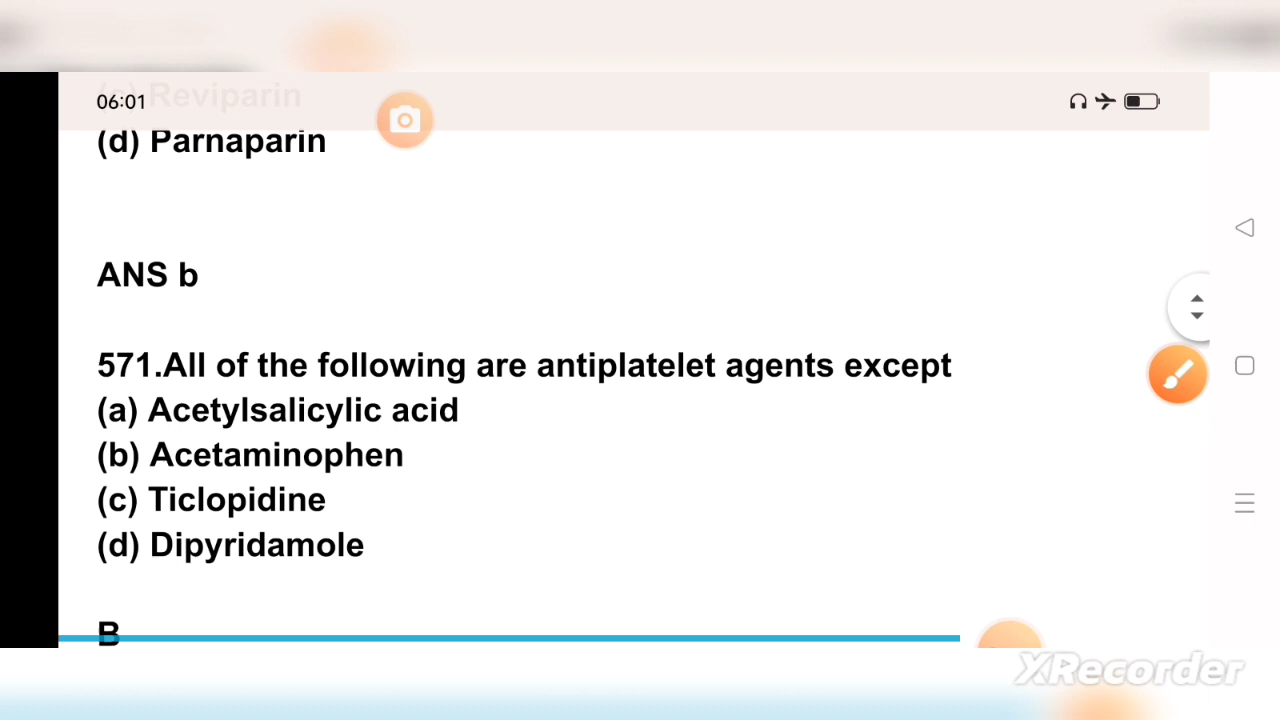 (c) Reviparin
06:01
(d) Parnaparin
ANS b
571.All of the following are antiplatelet agents except
(a) Acetylsalicylic acid
(b) Acetaminophen
(c) Ticlopidine
(d) Dipyridamole
B
XRecorder